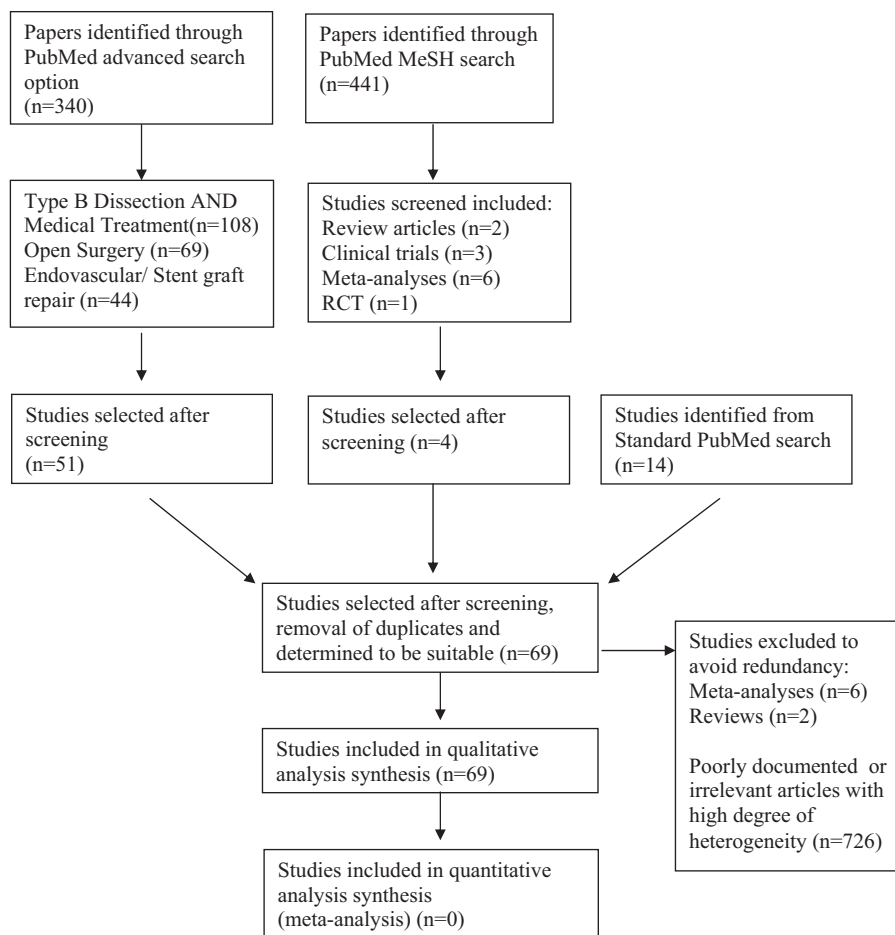 Papers identified through
PubMed advanced search
option
(n=340)
Papers identified through
PubMed MeSH search
(n=441)
Type B Dissection AND
Medical Treatment(n=108)
Open Surgery (n=69)
Endovascular/ Stent graft
repair (n=44)
Studies screened included:
Review articles (n=2)
Clinical trials (n=3)
Meta-analyses (n=6)
RCT (n=1)
Studies selected after
screening
(n=51)
Studies selected after
screening (n=4)
Studies identified from
Standard PubMed search
(n=14)
Studies selected after screening,
removal of duplicates and
determined to be suitable (n=69)
Studies excluded to
avoid redundancy:
Meta-analyses (n=6)
Reviews (n=2)
Poorly documented or
irrelevant articles with
high degree of
heterogeneity (n=726)
Studies included in qualitative
analysis synthesis (n=69)
Studies included in quantitative
analysis synthesis
(meta-analysis) (n=0)